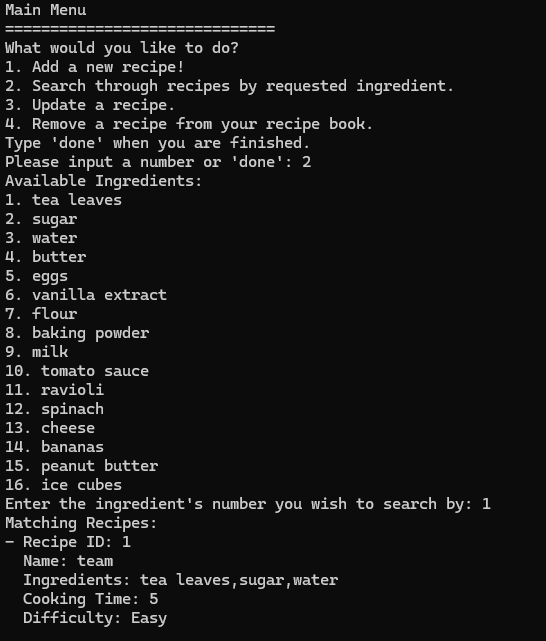 Main Menu
==============================
What would you like to do?
1. Add a new recipe!
2. Search through recipes by requested ingredient.
3. Update a recipe.
4. Remove a recipe from your recipe book.
Type 'done' when you are finished.
Please input a number or 'done': 2
Available Ingredients:
1. tea leaves
2. sugar
3. water
4. butter
5. eggs
6. vanilla extract
7. flour
8. baking powder
9. milk
10. tomato sauce
11. ravioli
12. spinach
13. cheese
14. bananas
15. peanut butter
16. ice cubes
Enter the ingredient's number you wish to search by: 1
Matching Recipes:
- Recipe ID: 1
  Name: team
  Ingredients: tea leaves,sugar,water
  Cooking Time: 5
  Difficulty: Easy